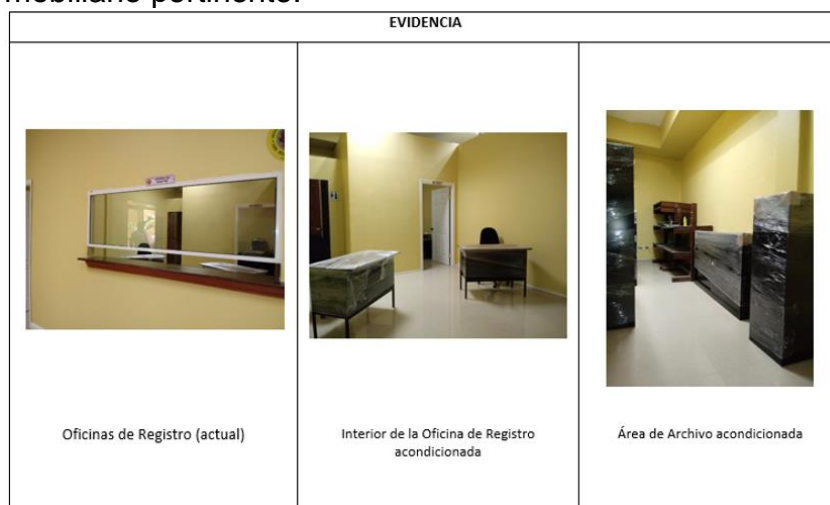 mobiliario pertinente.
EVIDENCIA
Oficinas de Registro (actual)
Interior de la Oficina de Registro
acondicionada
Área de Archivo acondicionada